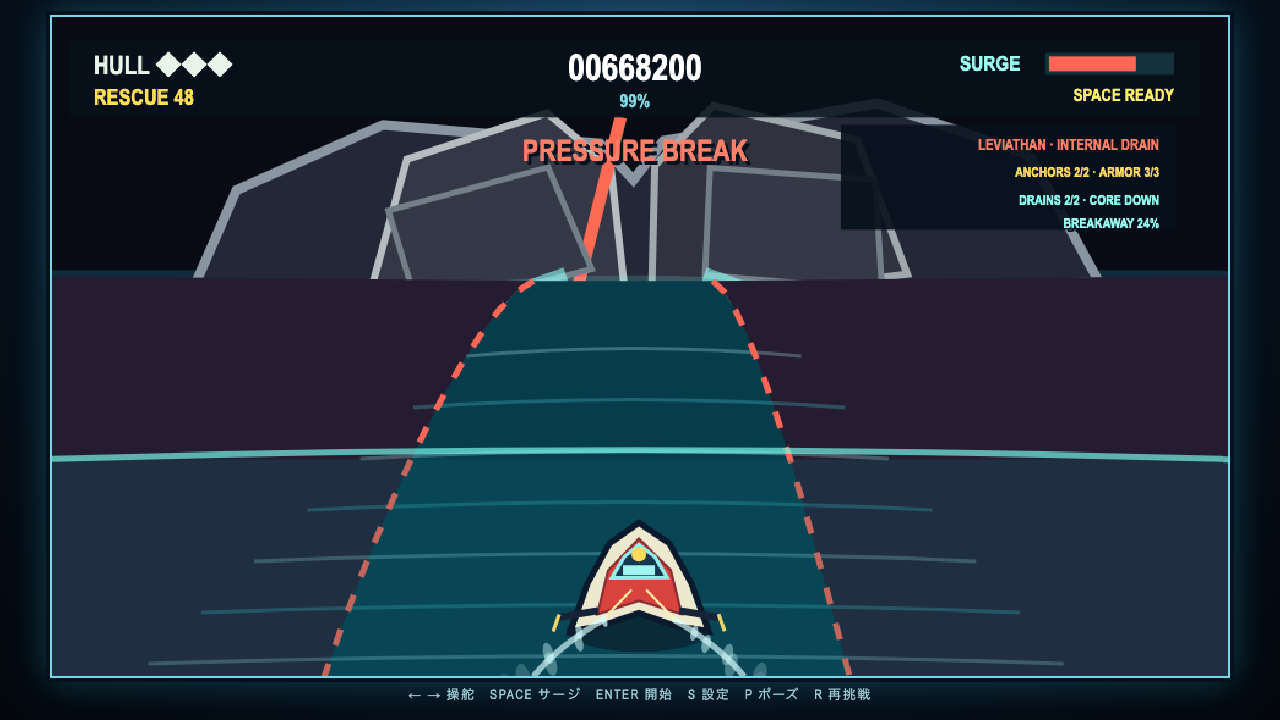 HULL
RESCUE 48
00668200
99%
SURGE
SPACE READY
PRESSURE BREAK
LEVIATHAN · INTERNAL DRAIN
ANCHORS 2/2 · ARMOR 3/3
DRAINS 2/2 · CORE DOWN
BREAKAWAY 24%
← → 操舵 SPACE サージ ENTER 開始 S 設定 P ポーズ R 再挑戦